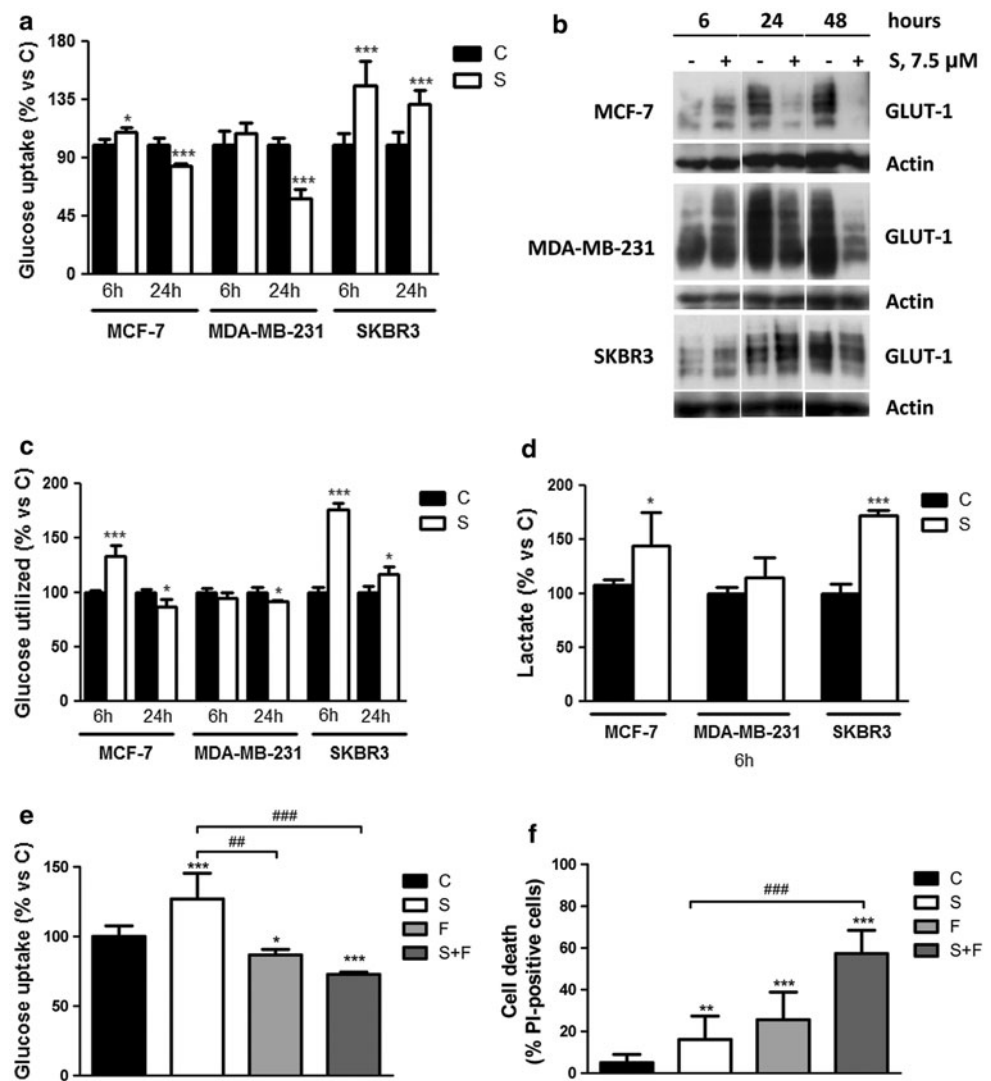 a
Glucose uptake (% vs C)
180
135
90
45
0
*
***
***
***
***
C
S
6h 24h 6h 24h 6h 24h
MCF-7 MDA-MB-231 SKBR3
b
6 24 48 hours
- + - + - + S, 7.5 µM
MCF-7 GLUT-1
Actin
MDA-MB-231 GLUT-1
Actin
SKBR3 GLUT-1
Actin
c
Glucose utilized (% vs C)
200
150
100
50
0
***
*
*
***
*
C
S
6h 24h 6h 24h 6h 24h
MCF-7 MDA-MB-231 SKBR3
d
Lactate (% vs C)
200
150
100
50
0
*
***
C
S
MCF-7 MDA-MB-231 SKBR3
6h
e
Glucose uptake (% vs C)
150
100
50
0
###
##
***
*
***
C
S
F
S+F
f
Cell death
(% PI-positive cells)
100
80
60
40
20
0
###
**
***
***
C
S
F
S+F